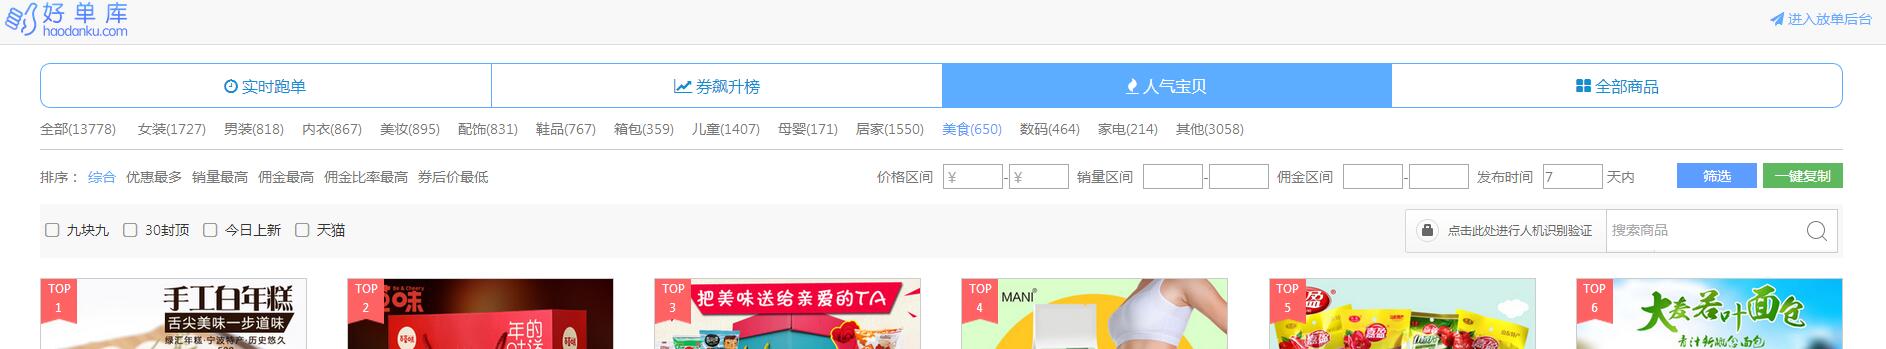 好单库
haodanku.com
进入放单后台
实时跑单 券飙升榜 人气宝贝 全部商品
全部(13778) 女装(1727) 男装(818) 内衣(867) 美妆(895) 配饰(831) 鞋品(767) 箱包(359) 儿童(1407) 母婴(171) 居家(1550) 美食(650) 数码(464) 家电(214) 其他(3058)
排序： 综合 优惠最多 销量最高 佣金最高 佣金比率最高 券后价最低 价格区间 ¥ - ¥ 销量区间 - 佣金区间 - 发布时间 7 天内 筛选 一键复制
九块九 30封顶 今日上新 天猫 点击此处进行人机识别验证 搜索商品
TOP
1
手工白年糕
舌尖美味一步道味
绿汇年糕·宁波特产·历史悠久
TOP
2
Be & Cheery
味
年的
TOP
3
把美味送给亲爱的TA
TOP
4
MANI
TOP
5
盈
喜盈
TOP
6
大麦若叶面包
青汁新概念面包